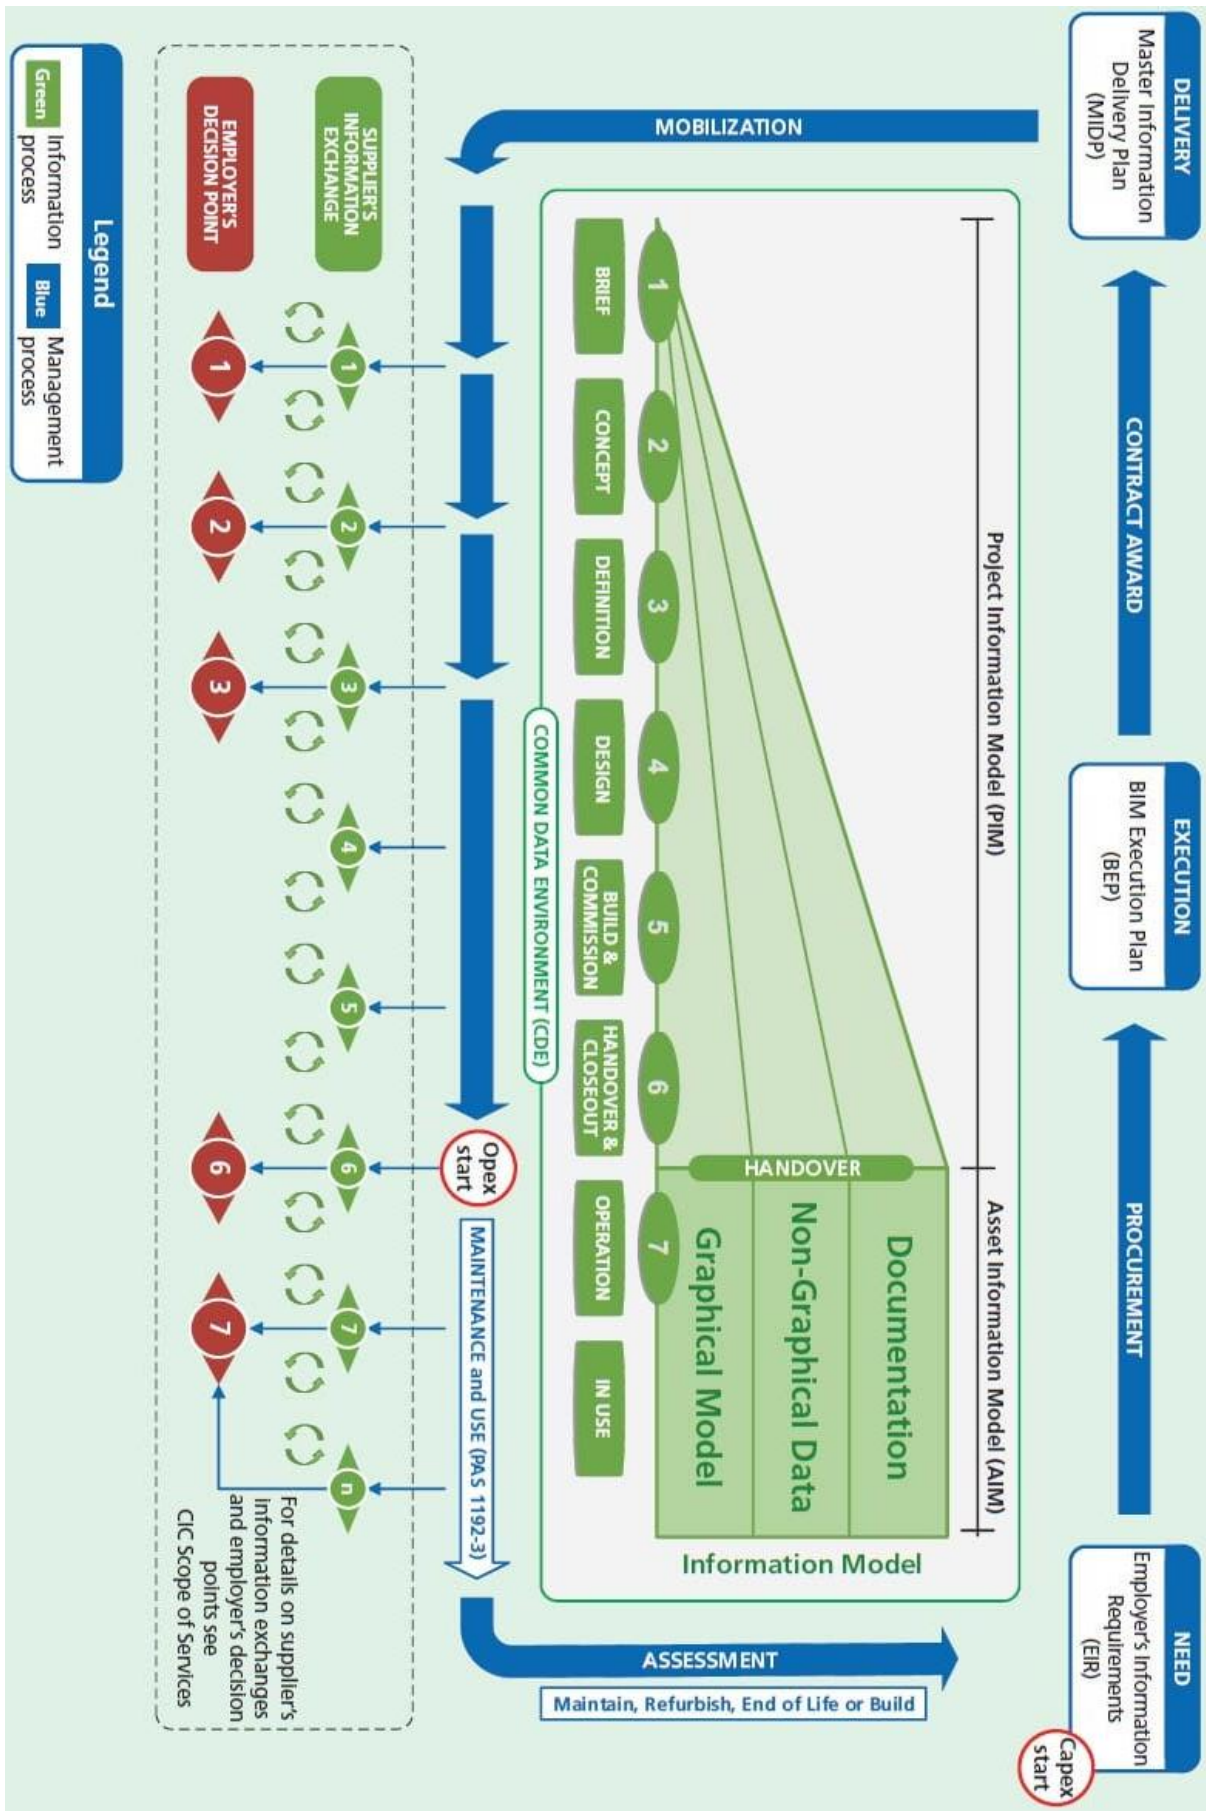 DELIVERY
Master Information
Delivery Plan
(MIDP)
CONTRACT AWARD
EXECUTION
BIM Execution Plan
(BEP)
PROCUREMENT
NEED
Employer's Information
Requirements
(EIR)
Capex
start
MOBILIZATION
Project Information Model (PIM)
Asset Information Model (AIM)
Documentation
Non-Graphical Data
Graphical Model
HANDOVER
Information Model
1
2
3
4
5
6
7
BRIEF
CONCEPT
DEFINITION
DESIGN
BUILD &
COMMISSION
HANDOVER &
CLOSEOUT
OPERATION
IN USE
COMMON DATA ENVIRONMENT (CDE)
ASSESSMENT
Maintain, Refurbish, End of Life or Build
Opex
start
MAINTENANCE and USE (PAS 1192-3)
SUPPLIER'S
INFORMATION
EXCHANGE
1
2
3
4
5
6
7
n
EMPLOYER'S
DECISION POINT
1
2
3
6
7
For details on supplier's
information exchanges
and employer's decision
points see
CIC Scope of Services
Legend
Green
Information
process
Blue
Management
process